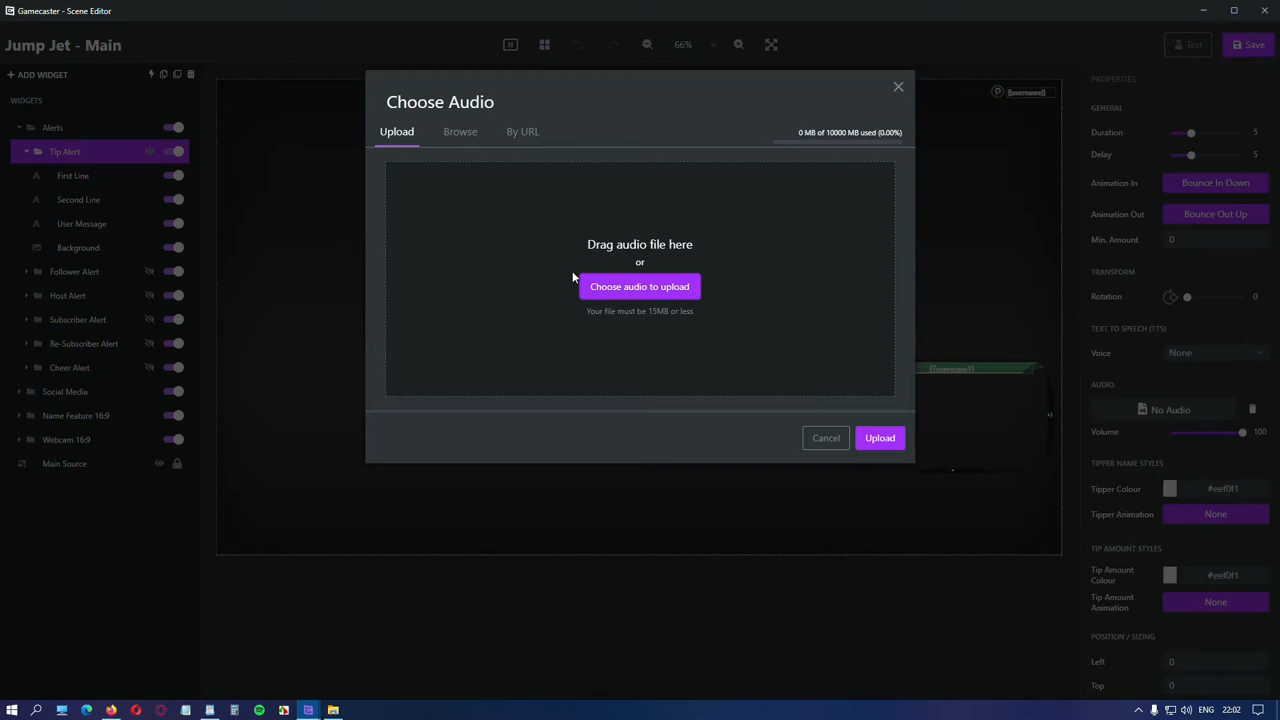 Gamecaster - Scene Editor
Jump Jet - Main
66%
Test
Save
ADD WIDGET
WIDGETS
Alerts
Tip Alert
First Line
Second Line
User Message
Background
Follower Alert
Host Alert
Subscriber Alert
Re-Subscriber Alert
Cheer Alert
Social Media
Name Feature 16:9
Webcam 16:9
Main Source
{{username}}
{{username}}
Choose Audio
Upload
Browse
By URL
0 MB of 10000 MB used (0.00%)
Drag audio file here
or
Choose audio to upload
Your file must be 15MB or less
Cancel
Upload
PROPERTIES
GENERAL
Duration 5
Delay 5
Animation In Bounce In Down
Animation Out Bounce Out Up
Min. Amount 0
TRANSFORM
Rotation 0
TEXT TO SPEECH (TTS)
Voice None
AUDIO
No Audio
Volume 100
TIPPER NAME STYLES
Tipper Colour #eef0f1
Tipper Animation None
TIP AMOUNT STYLES
Tip Amount
Colour #eef0f1
Tip Amount
Animation None
POSITION / SIZING
Left 0
Top 0
ENG 22:02